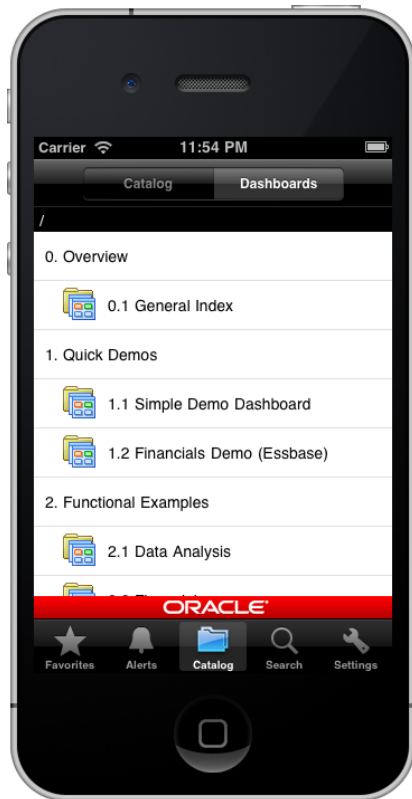 Carrier 11:54 PM
Catalog Dashboards
/
0. Overview
0.1 General Index
1. Quick Demos
1.1 Simple Demo Dashboard
1.2 Financials Demo (Essbase)
2. Functional Examples
2.1 Data Analysis
ORACLE
Favorites Alerts Catalog Search Settings